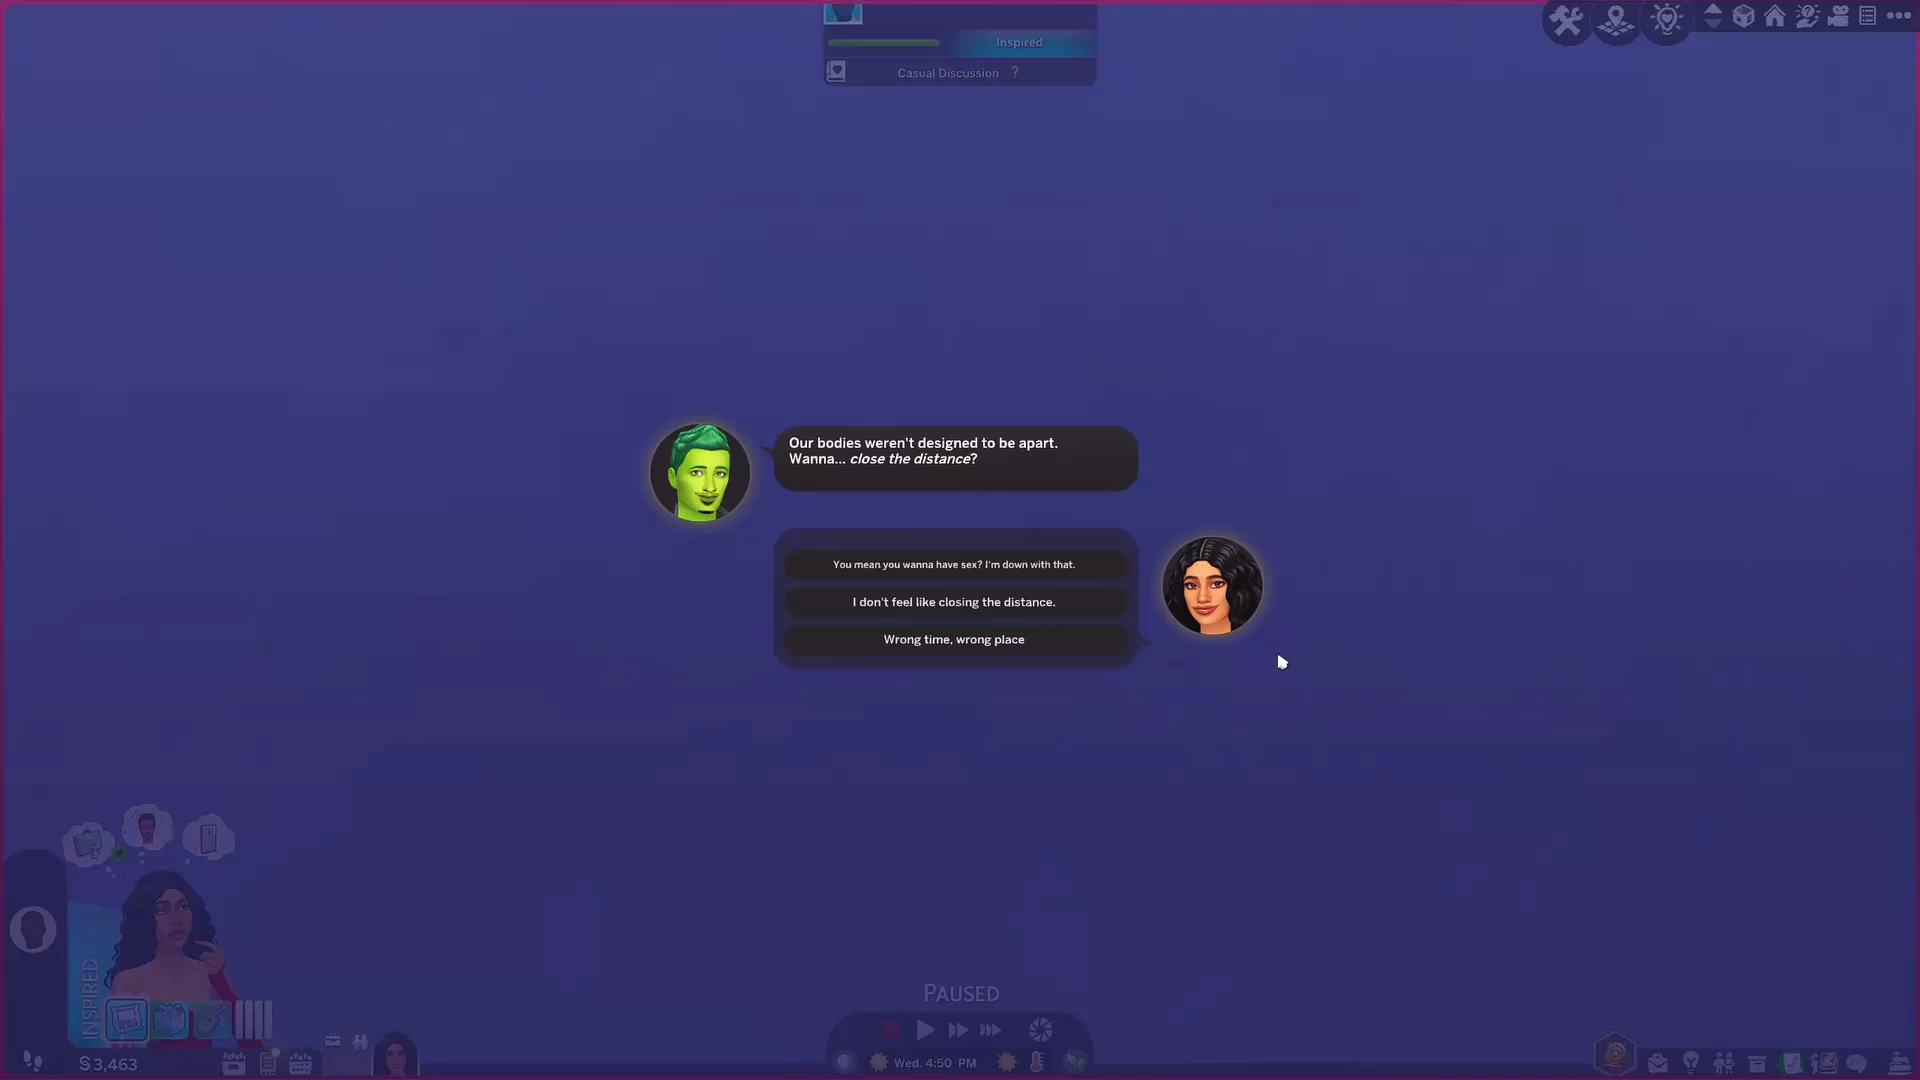 Inspired
Casual Discussion ?
Our bodies weren't designed to be apart.
Wanna... close the distance?
You mean you wanna have sex? I'm down with that.
I don't feel like closing the distance.
Wrong time, wrong place
INSPIRED
PAUSED
§3,463
Wed. 4:50 PM